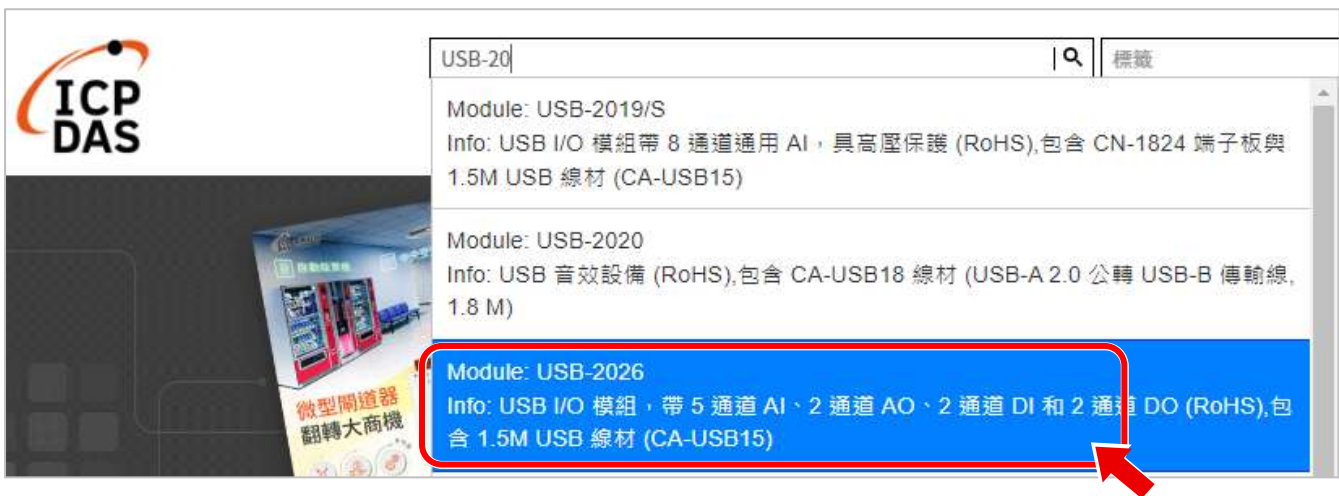 ICP
DAS
USB-20
標籤
Module: USB-2019/S
Info: USB I/O 模組帶 8 通道通用 AI，具高壓保護 (RoHS),包含 CN-1824 端子板與
1.5M USB 線材 (CA-USB15)
Module: USB-2020
Info: USB 音效設備 (RoHS),包含 CA-USB18 線材 (USB-A 2.0 公轉 USB-B 傳輸線,
1.8 M)
Module: USB-2026
Info: USB I/O 模組，帶 5 通道 AI、2 通道 AO、2 通道 DI 和 2 通道 DO (RoHS),包
含 1.5M USB 線材 (CA-USB15)
微型閘道器
翻轉大商機